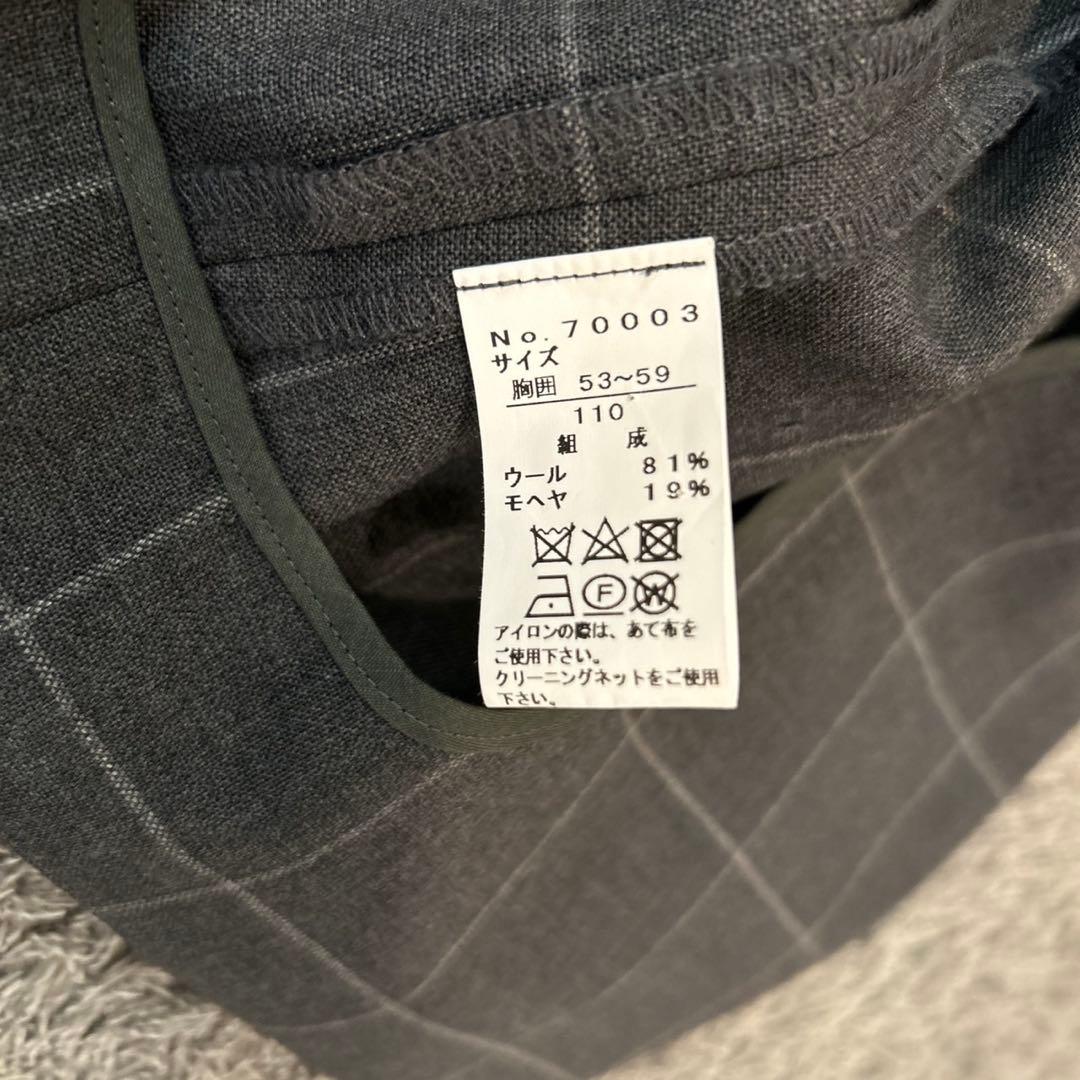 No.70003
サイズ
胸囲 53~59
110
組 成
ウール 81%
モヘヤ 19%
F W
アイロンの際は、あて布を
ご使用下さい。
クリーニングネットをご使用
下さい。